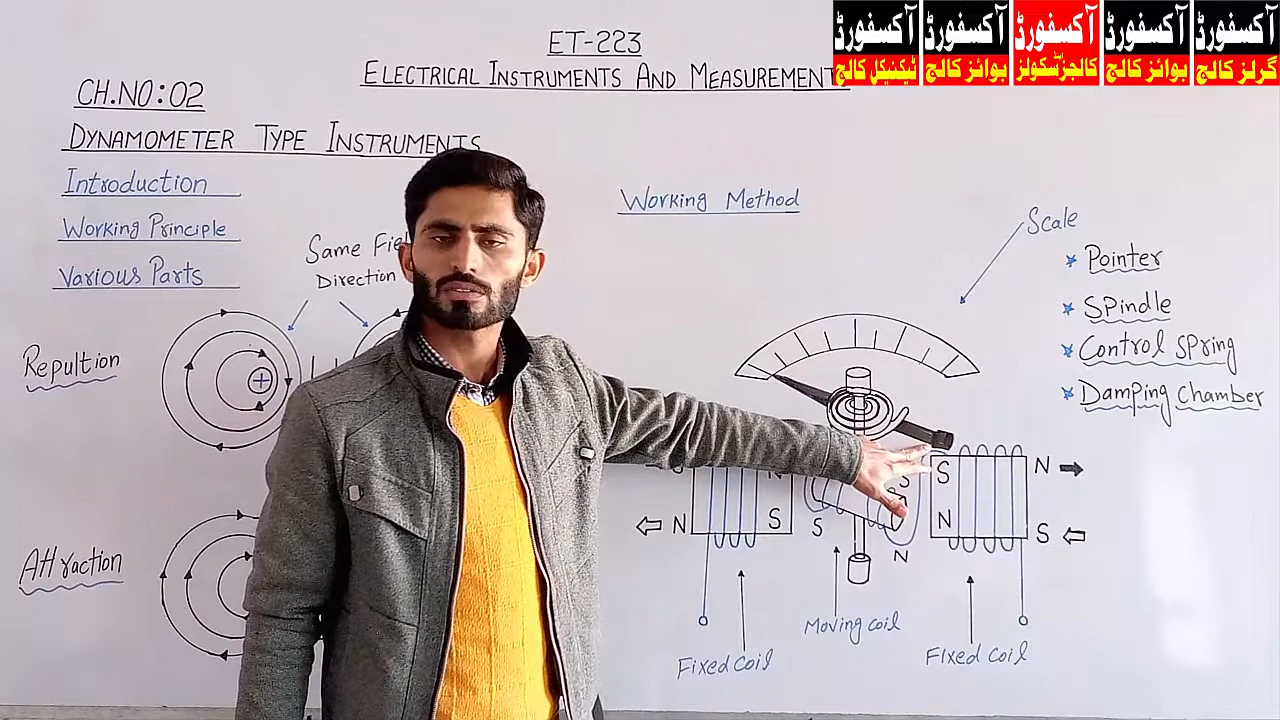 ET-223
ELECTRICAL INSTRUMENTS AND MEASUREMENT
آکسفورڈ
ٹیکنیکل کالج
آکسفورڈ
بوائز کالج
آکسفورڈ
اینڈ
کالجز سکولز
آکسفورڈ
بوائز کالج
آکسفورڈ
گرلز کالج
CH.NO:02
DYNAMOMETER TYPE INSTRUMENTS
Introduction
Working Principle
Various Parts
Same Fie
Direction
Repultion
+
Attraction
Working Method
Scale
Pointer
Spindle
Control Spring
Damping Chamber
N
S
S
N
N S
S
N S
N
Moving coil
Fixed coil
Fixed coil